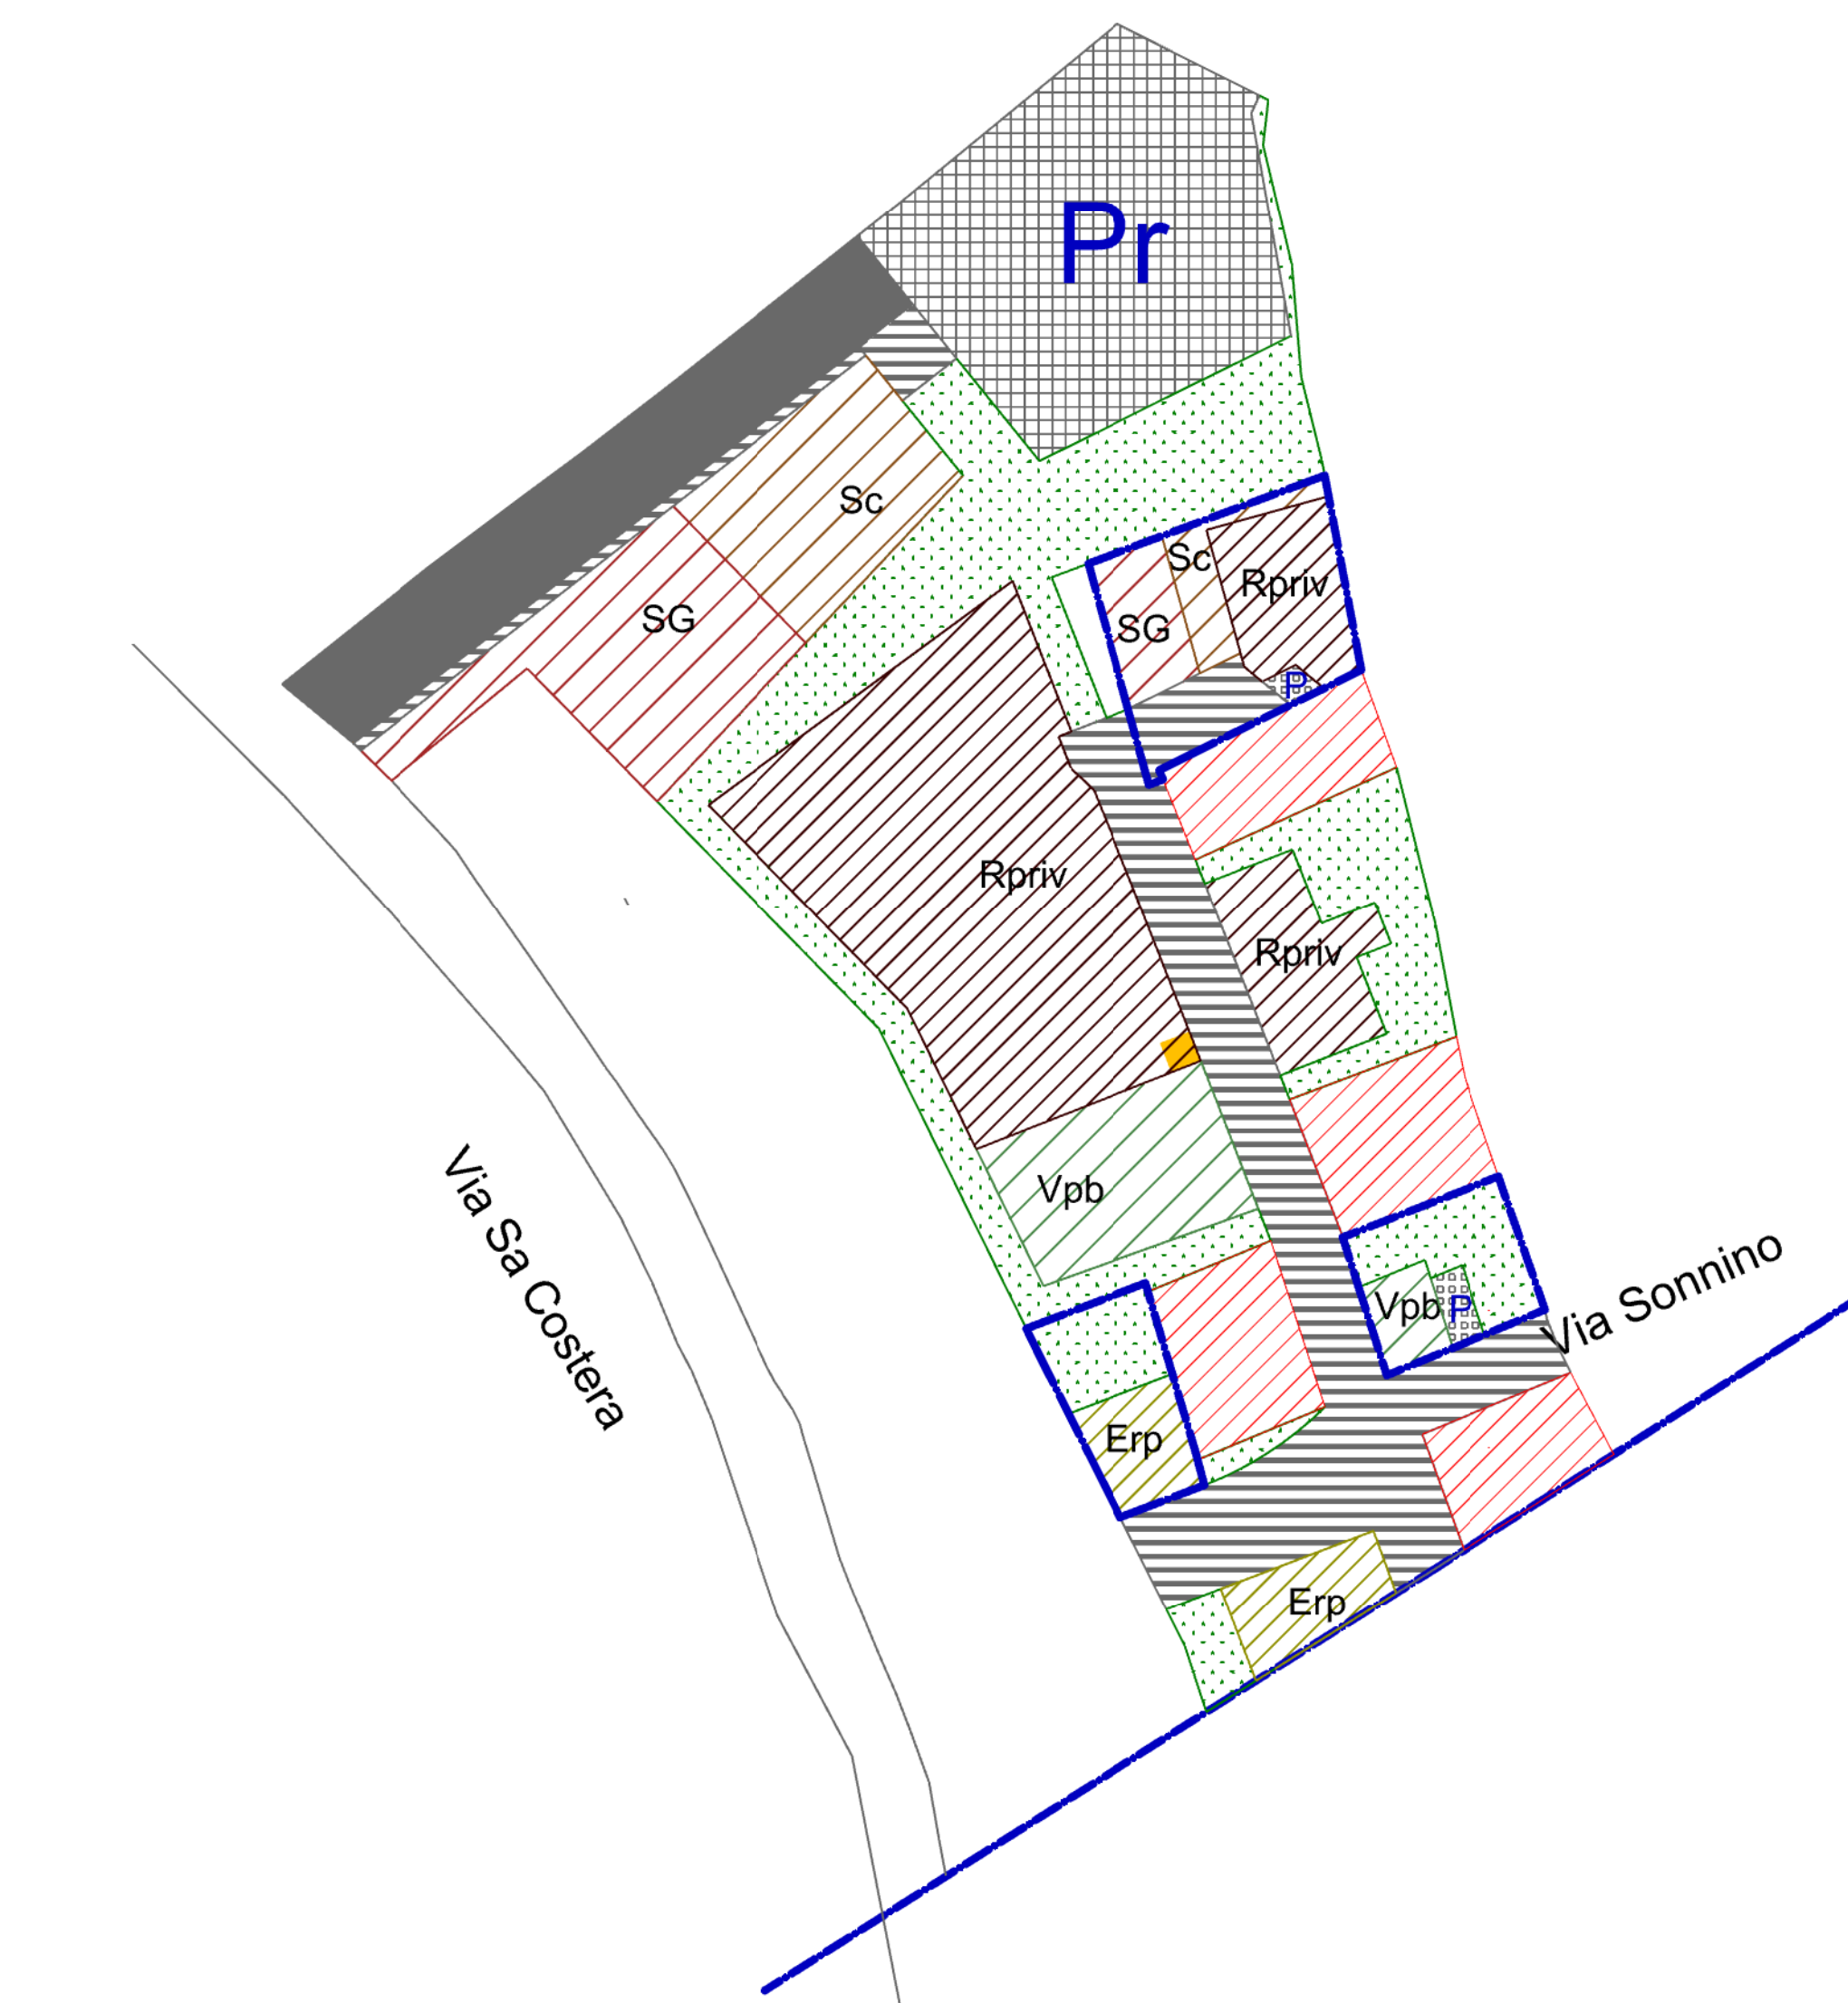 Pr
Sc
Sc
Rpriv
SG
SG
P
Rpriv
Rpriv
Vpb
Via Sa Costera
Vpb
P
Via Sonnino
Erp
Erp